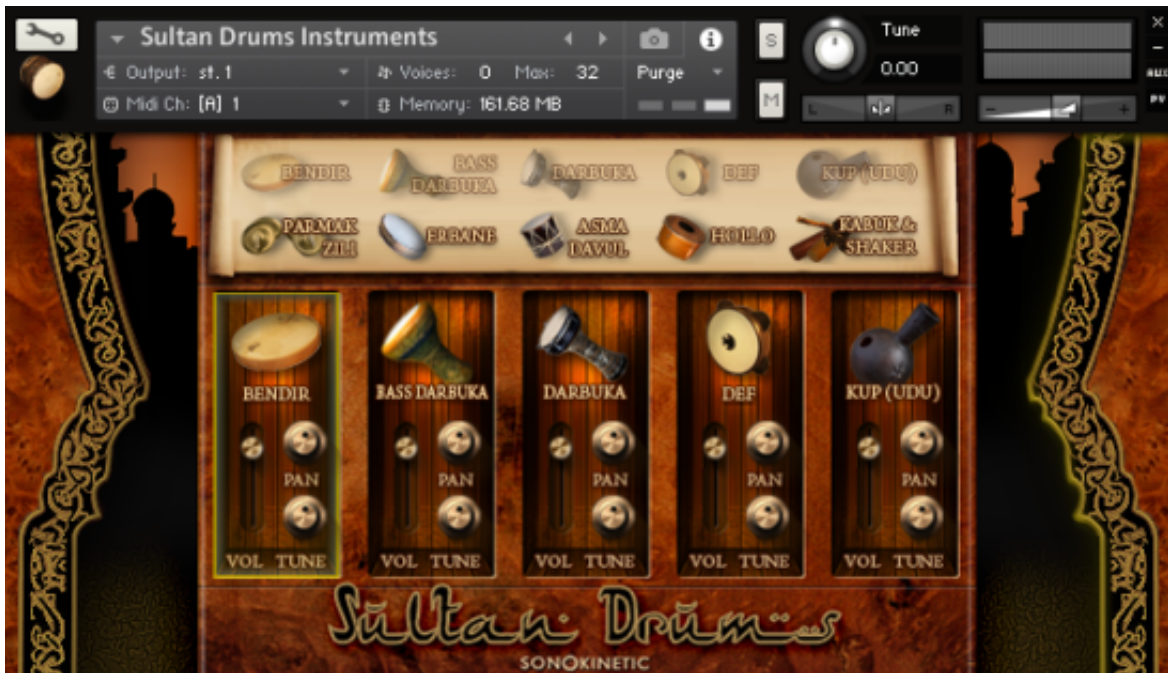 Sultan Drums Instruments
S
Tune
×
Output: st.1
Voices: 0 Max: 32
Purge
0.00
–
AUX
Midi Ch: [A] 1
Memory: 161.68 MB
M
L
R
–
+
PV
BENDIR
BASS
DARBUKA
DARBUKA
DEF
KUP (UDU)
PARMAK
ZILI
ERBANE
ASMA
DAVUL
HOLLO
KABUK &
SHAKER
BENDIR
BASS DARBUKA
DARBUKA
DEF
KUP (UDU)
PAN
PAN
PAN
PAN
PAN
VOL TUNE
VOL TUNE
VOL TUNE
VOL TUNE
VOL TUNE
Sultan Drums
SONOKINETIC